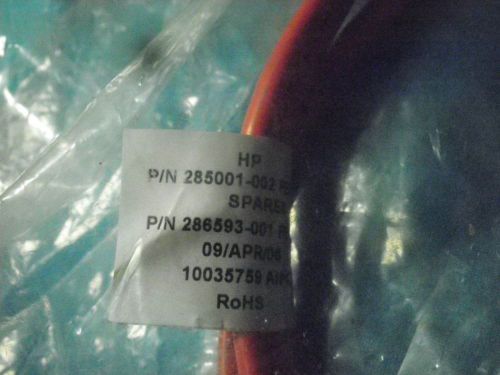 HP
P/N 285001-002
SPARE
P/N 286593-001
09/APR/06
10035759
RoHS